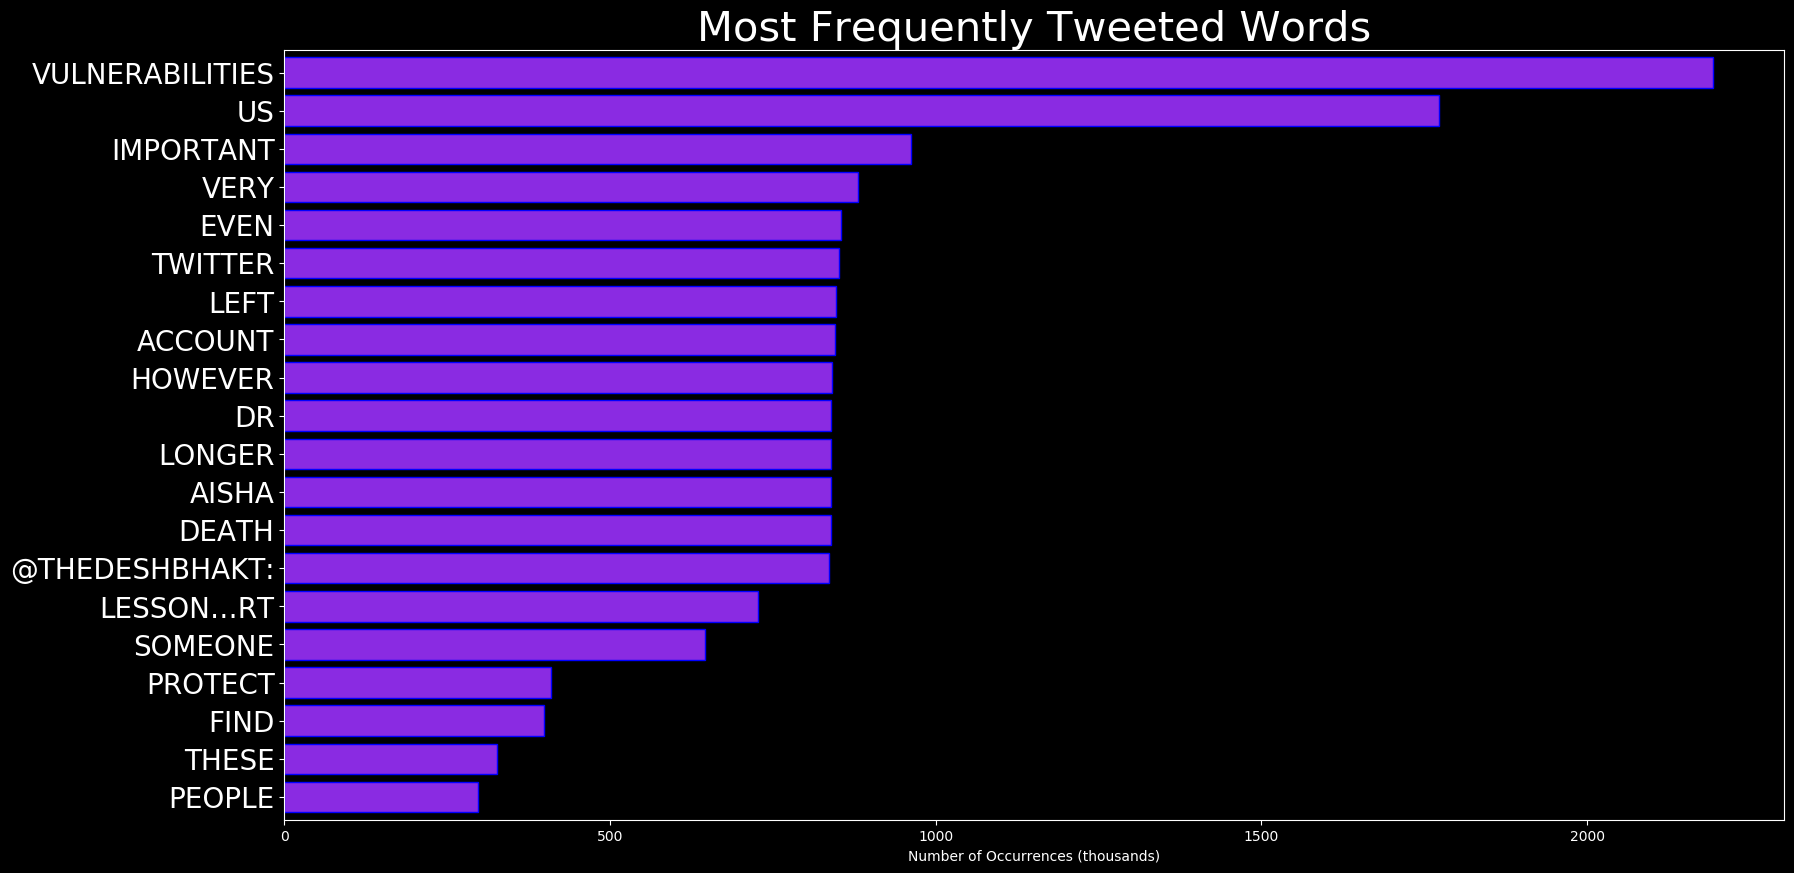 Most Frequently Tweeted Words
VULNERABILITIES
US
IMPORTANT
VERY
EVEN
TWITTER
LEFT
ACCOUNT
HOWEVER
DR
LONGER
AISHA
DEATH
@THEDESHBHAKT:
LESSON…RT
SOMEONE
PROTECT
FIND
THESE
PEOPLE
0 500 1000 1500 2000
Number of Occurrences (thousands)